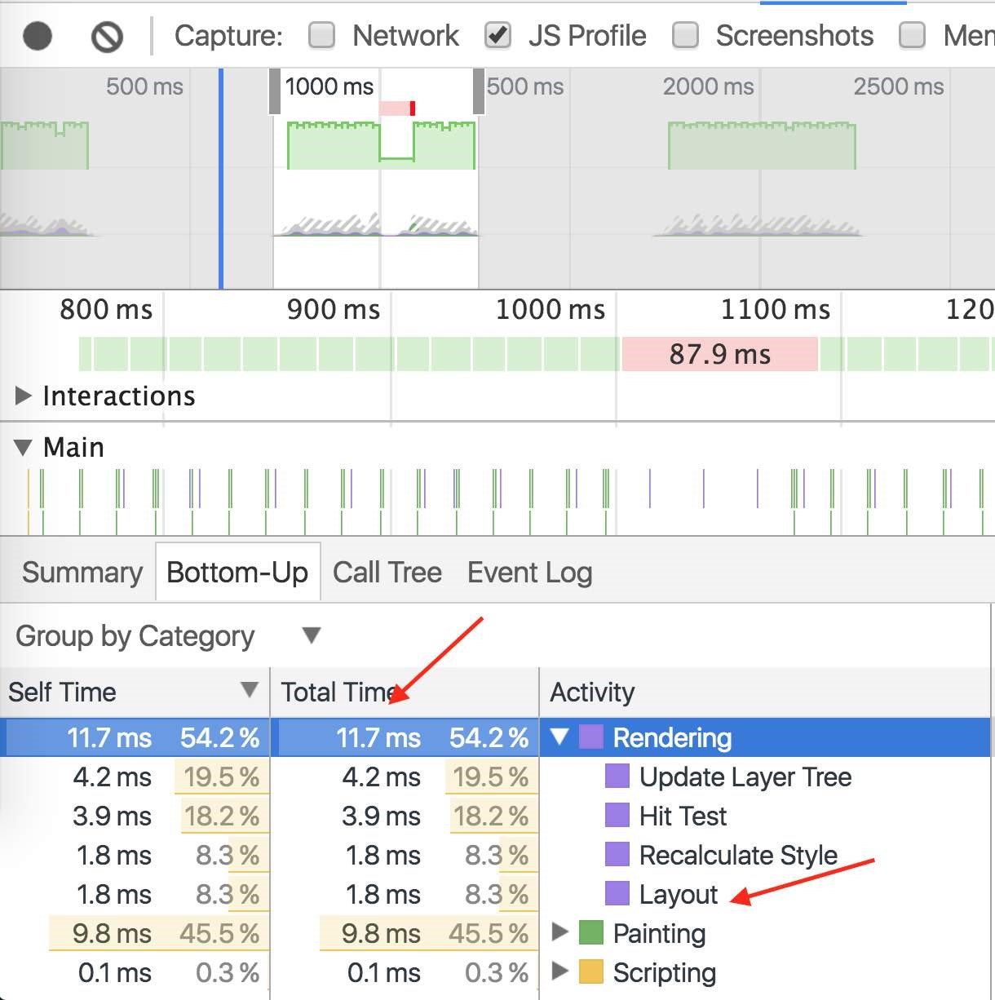 Capture: Network JS Profile Screenshots Mem
500 ms 1000 ms 500 ms 2000 ms 2500 ms
800 ms 900 ms 1000 ms 1100 ms 120
87.9 ms
Interactions
Main
Summary Bottom-Up Call Tree Event Log
Group by Category
Self Time Total Time Activity
11.7 ms 54.2 % 11.7 ms 54.2 % Rendering
4.2 ms 19.5 % 4.2 ms 19.5 % Update Layer Tree
3.9 ms 18.2 % 3.9 ms 18.2 % Hit Test
1.8 ms 8.3 % 1.8 ms 8.3 % Recalculate Style
1.8 ms 8.3 % 1.8 ms 8.3 % Layout
9.8 ms 45.5 % 9.8 ms 45.5 % Painting
0.1 ms 0.3 % 0.1 ms 0.3 % Scripting